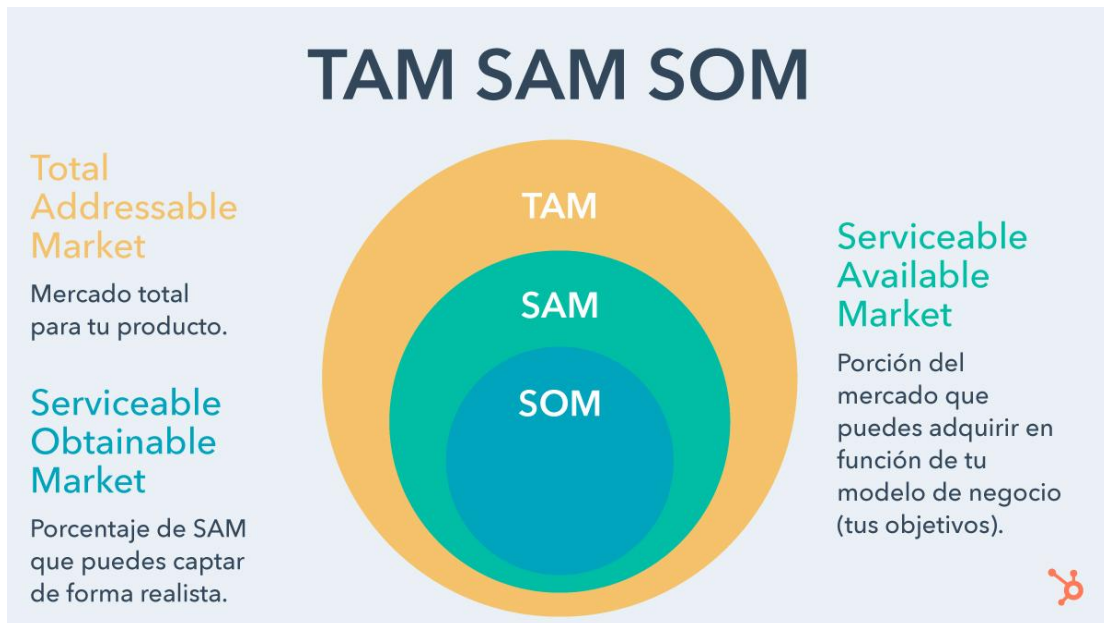 TAM SAM SOM
Total
Addressable
Market
Mercado total
para tu producto.
Serviceable
Obtainable
Market
Porcentaje de SAM
que puedes captar
de forma realista.
TAM
SAM
SOM
Serviceable
Available
Market
Porción del
mercado que
puedes adquirir en
función de tu
modelo de negocio
(tus objetivos).